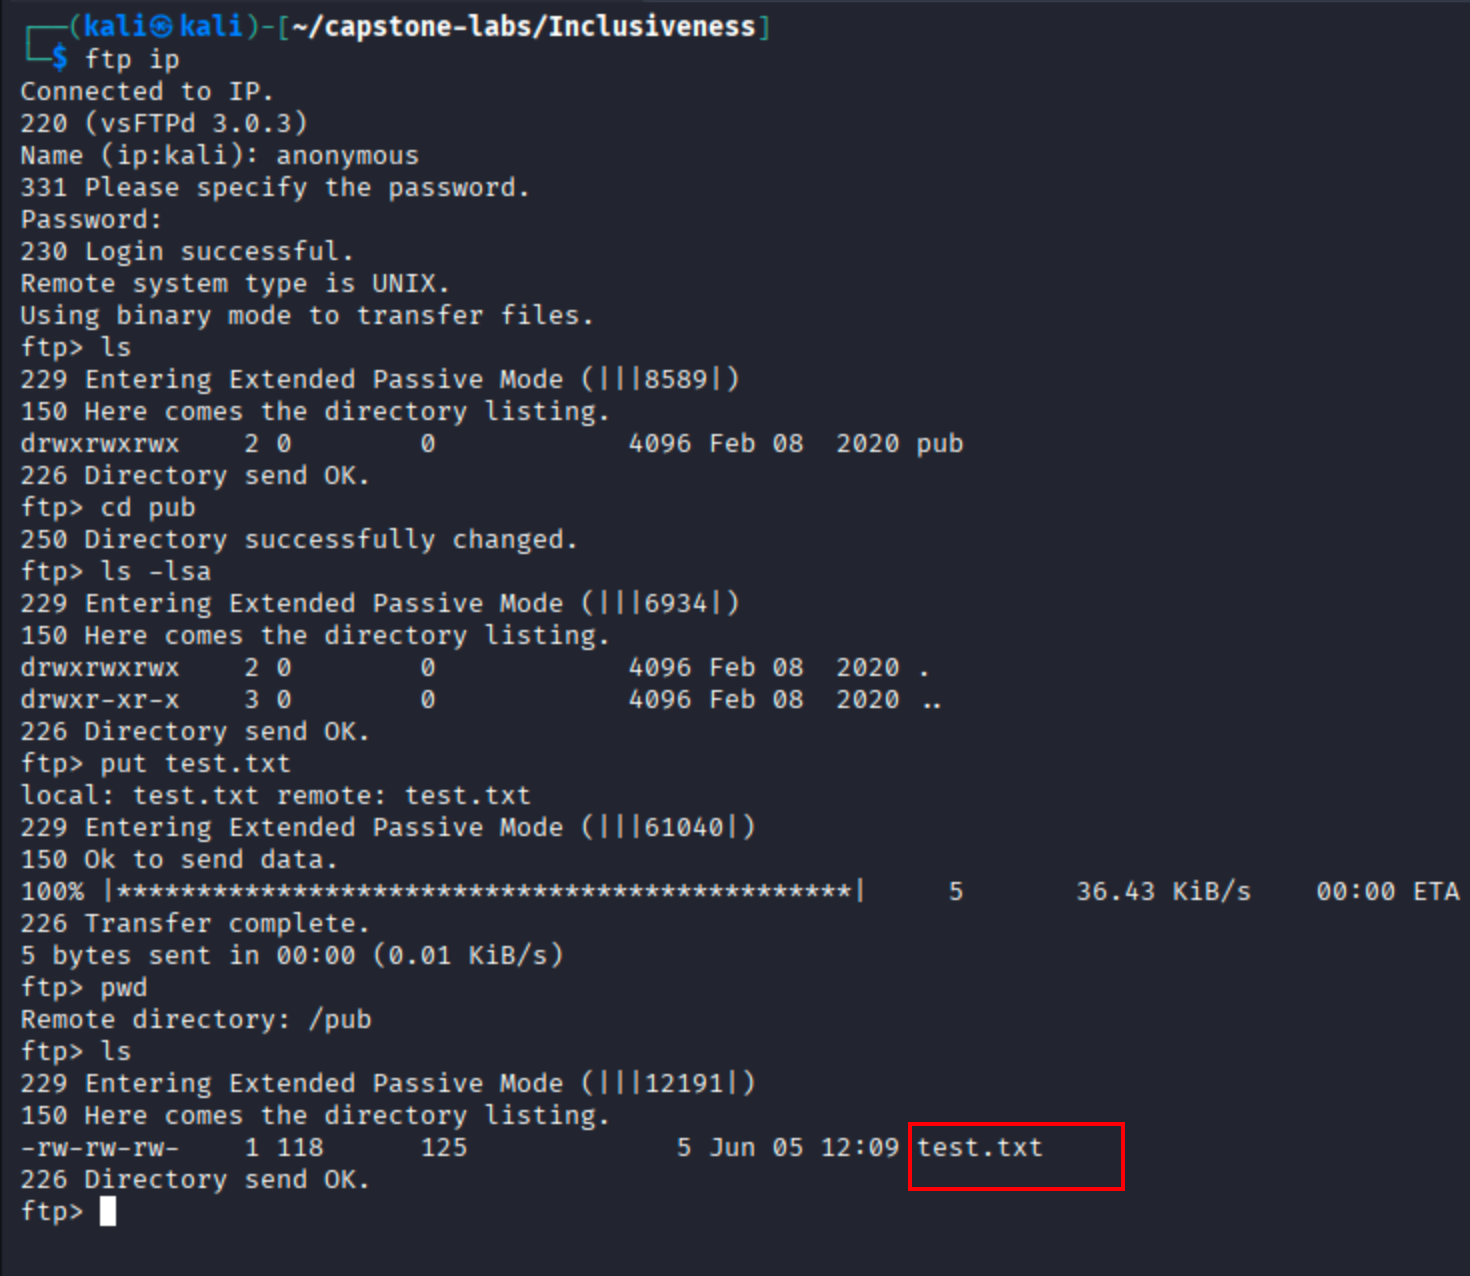 ┌──(kali㉿kali)-[~/capstone-labs/Inclusiveness]
└─$ ftp ip
Connected to IP.
220 (vsFTPd 3.0.3)
Name (ip:kali): anonymous
331 Please specify the password.
Password:
230 Login successful.
Remote system type is UNIX.
Using binary mode to transfer files.
ftp> ls
229 Entering Extended Passive Mode (|||8589|)
150 Here comes the directory listing.
drwxrwxrwx    2 0        0            4096 Feb 08  2020 pub
226 Directory send OK.
ftp> cd pub
250 Directory successfully changed.
ftp> ls -lsa
229 Entering Extended Passive Mode (|||6934|)
150 Here comes the directory listing.
drwxrwxrwx    2 0        0            4096 Feb 08  2020 .
drwxr-xr-x    3 0        0            4096 Feb 08  2020 ..
226 Directory send OK.
ftp> put test.txt
local: test.txt remote: test.txt
229 Entering Extended Passive Mode (|||61040|)
150 Ok to send data.
100% |**********************************************|     5       36.43 KiB/s    00:00 ETA
226 Transfer complete.
5 bytes sent in 00:00 (0.01 KiB/s)
ftp> pwd
Remote directory: /pub
ftp> ls
229 Entering Extended Passive Mode (|||12191|)
150 Here comes the directory listing.
-rw-rw-rw-    1 118      125             5 Jun 05 12:09 test.txt
226 Directory send OK.
ftp>